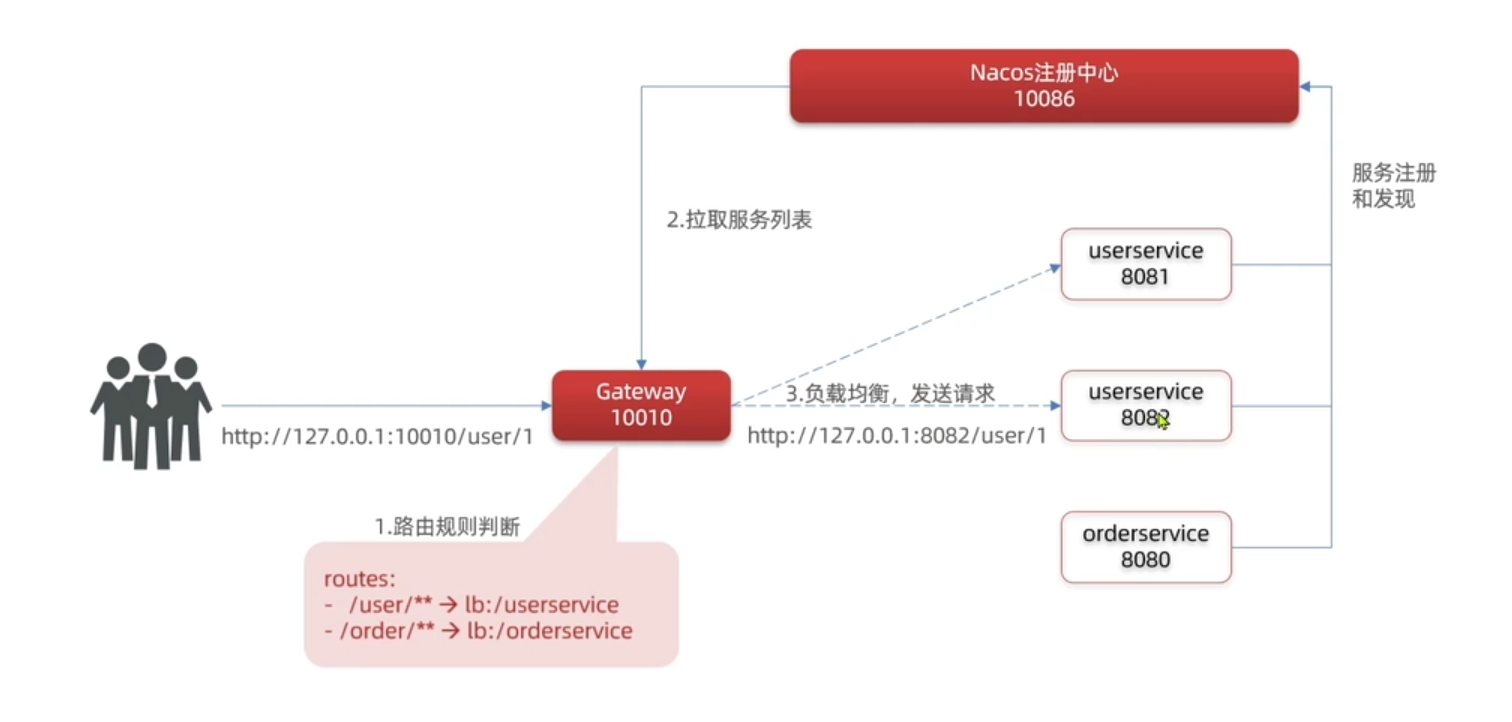 Nacos注册中心
10086
服务注册
和发现
2.拉取服务列表
userservice
8081
Gateway
10010
3.负载均衡，发送请求
userservice
8082
http://127.0.0.1:10010/user/1
http://127.0.0.1:8082/user/1
1.路由规则判断
orderservice
8080
routes:
- /user/** → lb:/userservice
- /order/** → lb:/orderservice